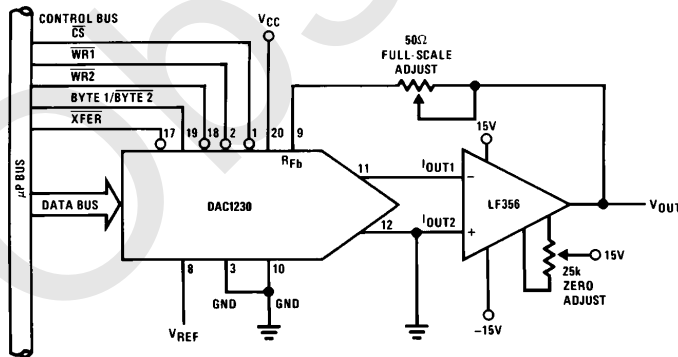 CONTROL BUS
CS
WR1
WR2
BYTE 1/BYTE 2
XFER
μP BUS
DATA BUS
VCC
50Ω
FULL-SCALE
ADJUST
17
19
18
2
1
20
9
RFb
DAC1230
11
IOUT1
12
IOUT2
8
3
10
GND
GND
VREF
15V
−
LF356
+
-15V
VOUT
15V
25k
ZERO
ADJUST
Obs